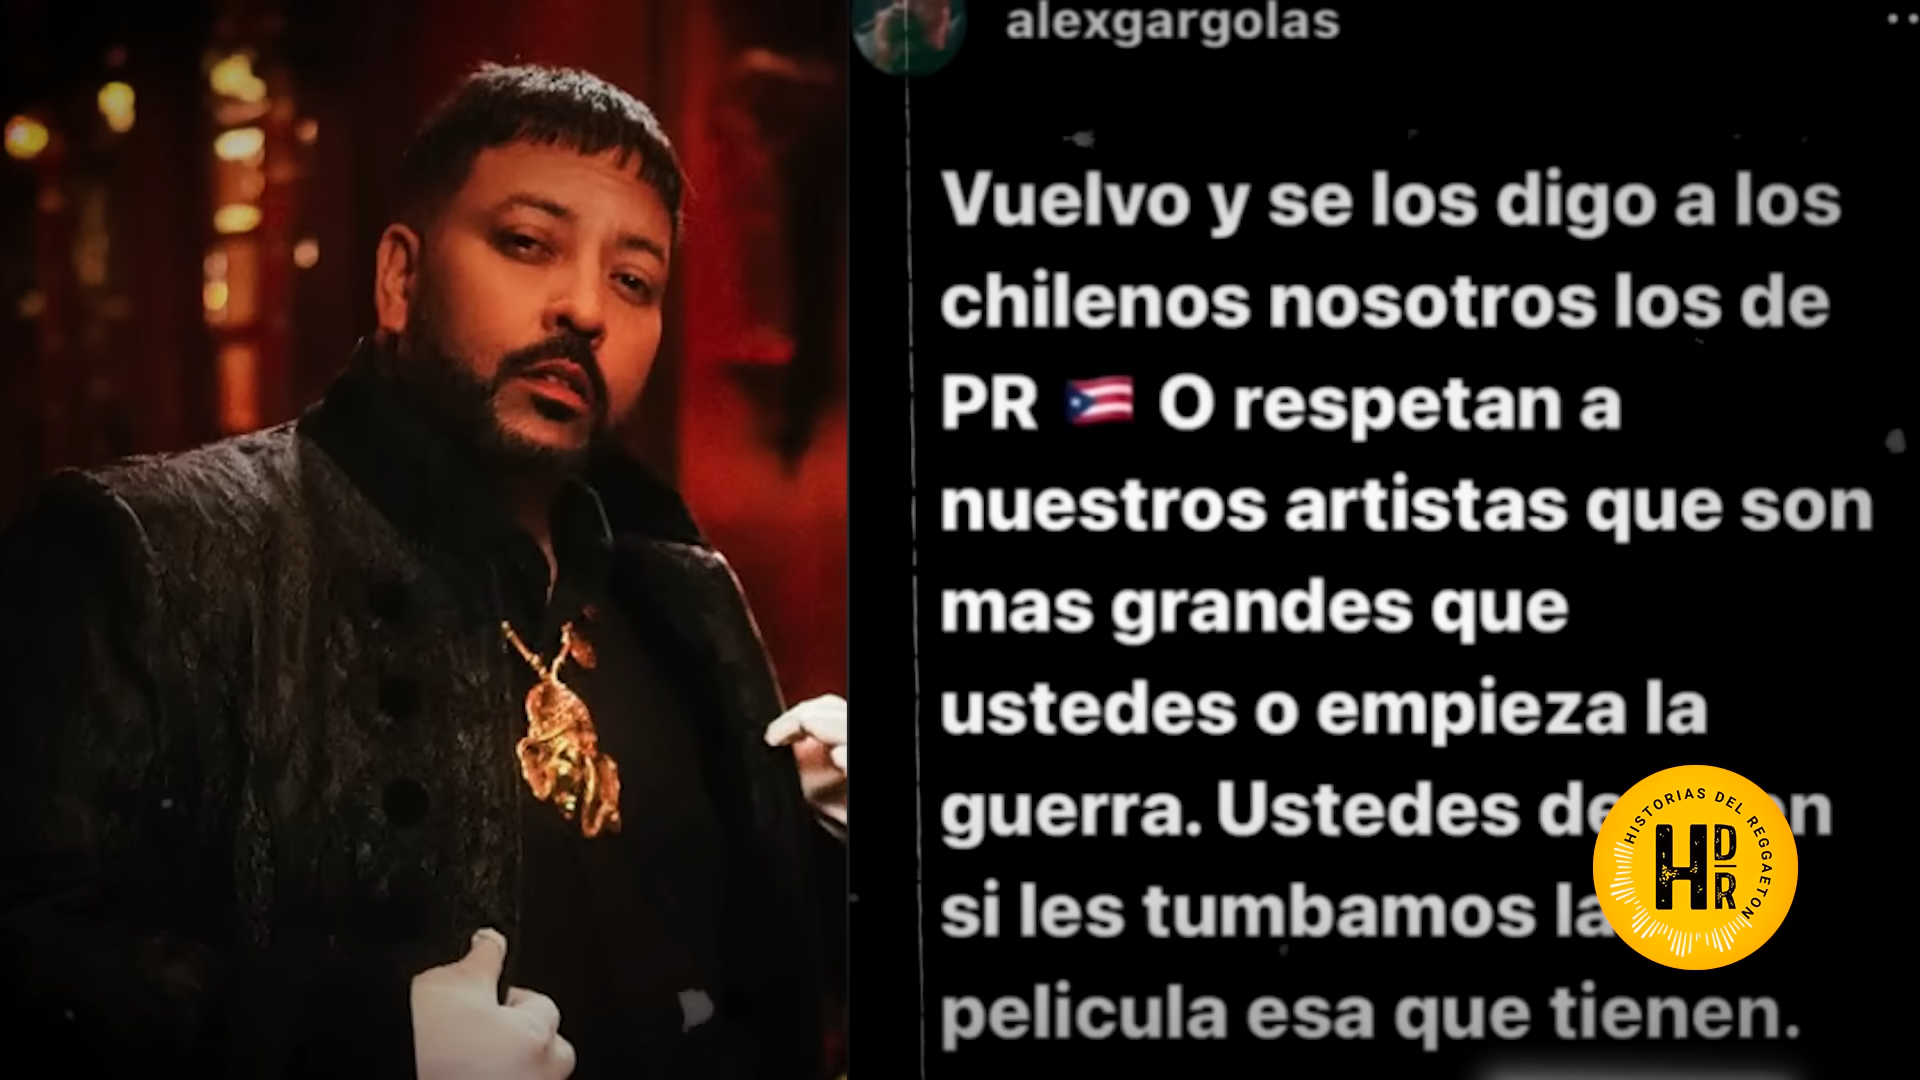 alexgargolas
Vuelvo y se los digo a los
chilenos nosotros los de
PR 🇵🇷 O respetan a
nuestros artistas que son
mas grandes que
ustedes o empieza la
guerra. Ustedes
si les tumbamos la
pelicula esa que tienen.
HISTORIAS DEL REGGAETON
HDR